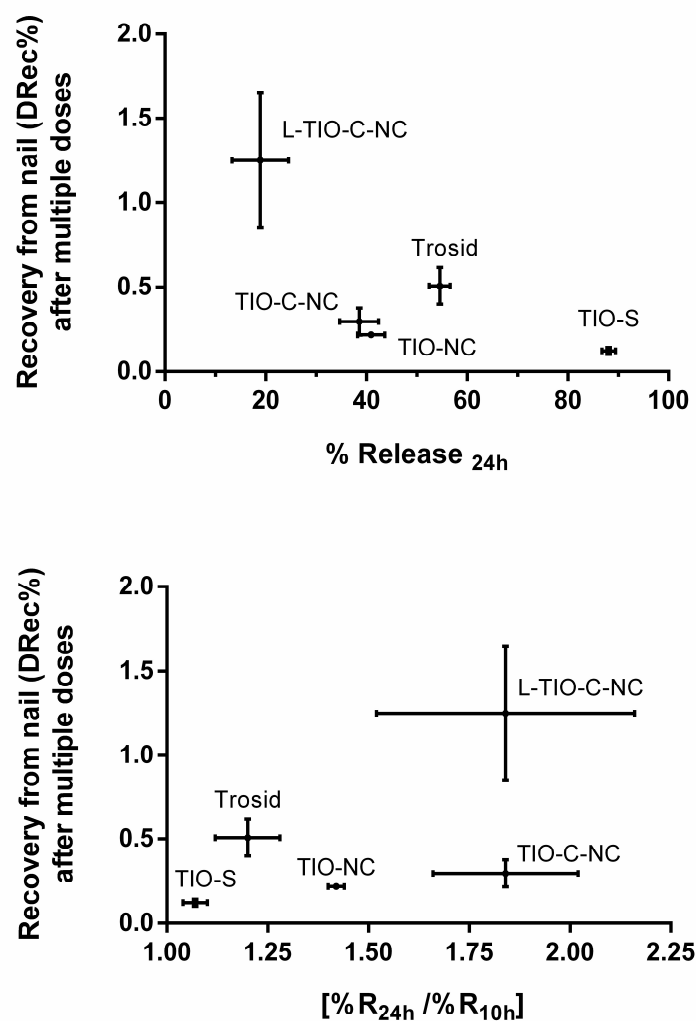 Recovery from nail (DRec%)
after multiple doses
2.0
1.5
1.0
0.5
0.0
L-TIO-C-NC
Trosid
TIO-C-NC
TIO-NC
TIO-S
0 20 40 60 80 100
% Release 24h
Recovery from nail (DRec%)
after multiple doses
2.0
1.5
1.0
0.5
0.0
L-TIO-C-NC
Trosid
TIO-S
TIO-NC
TIO-C-NC
1.00 1.25 1.50 1.75 2.00 2.25
[%R24h /%R10h]